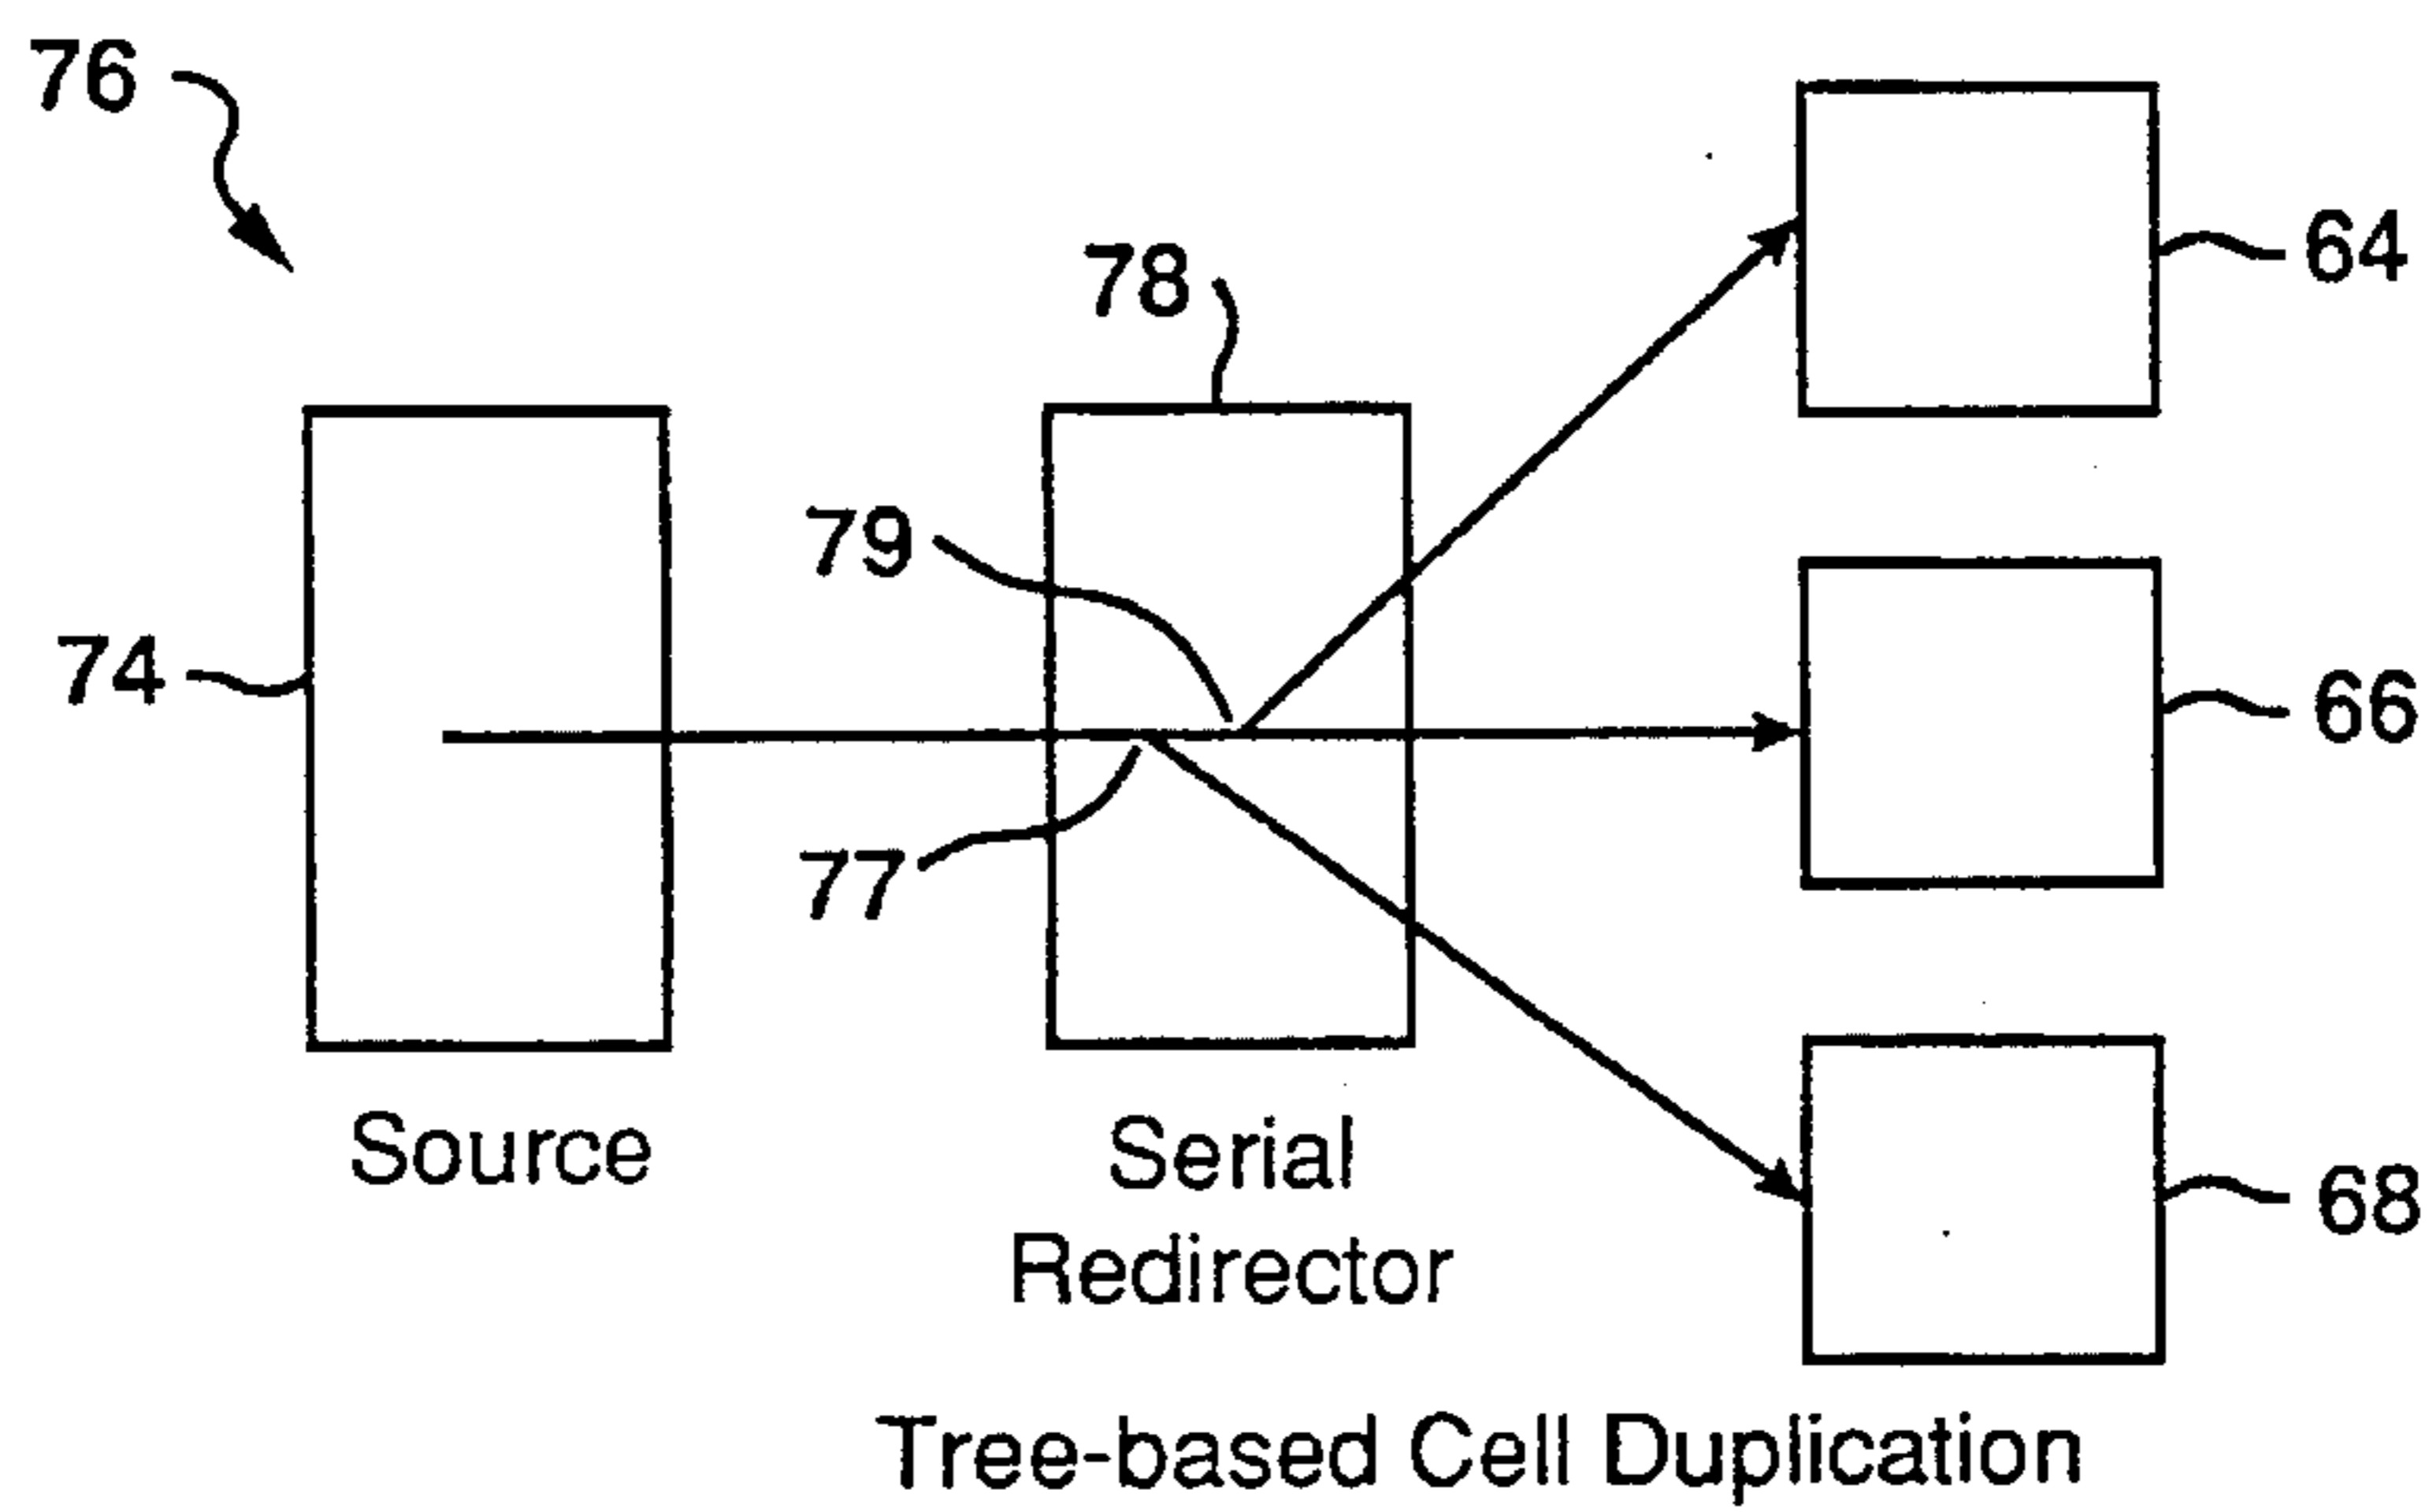 76
78
64
79
74
66
77
68
Source
Serial
Redirector
Tree-based Cell Duplication